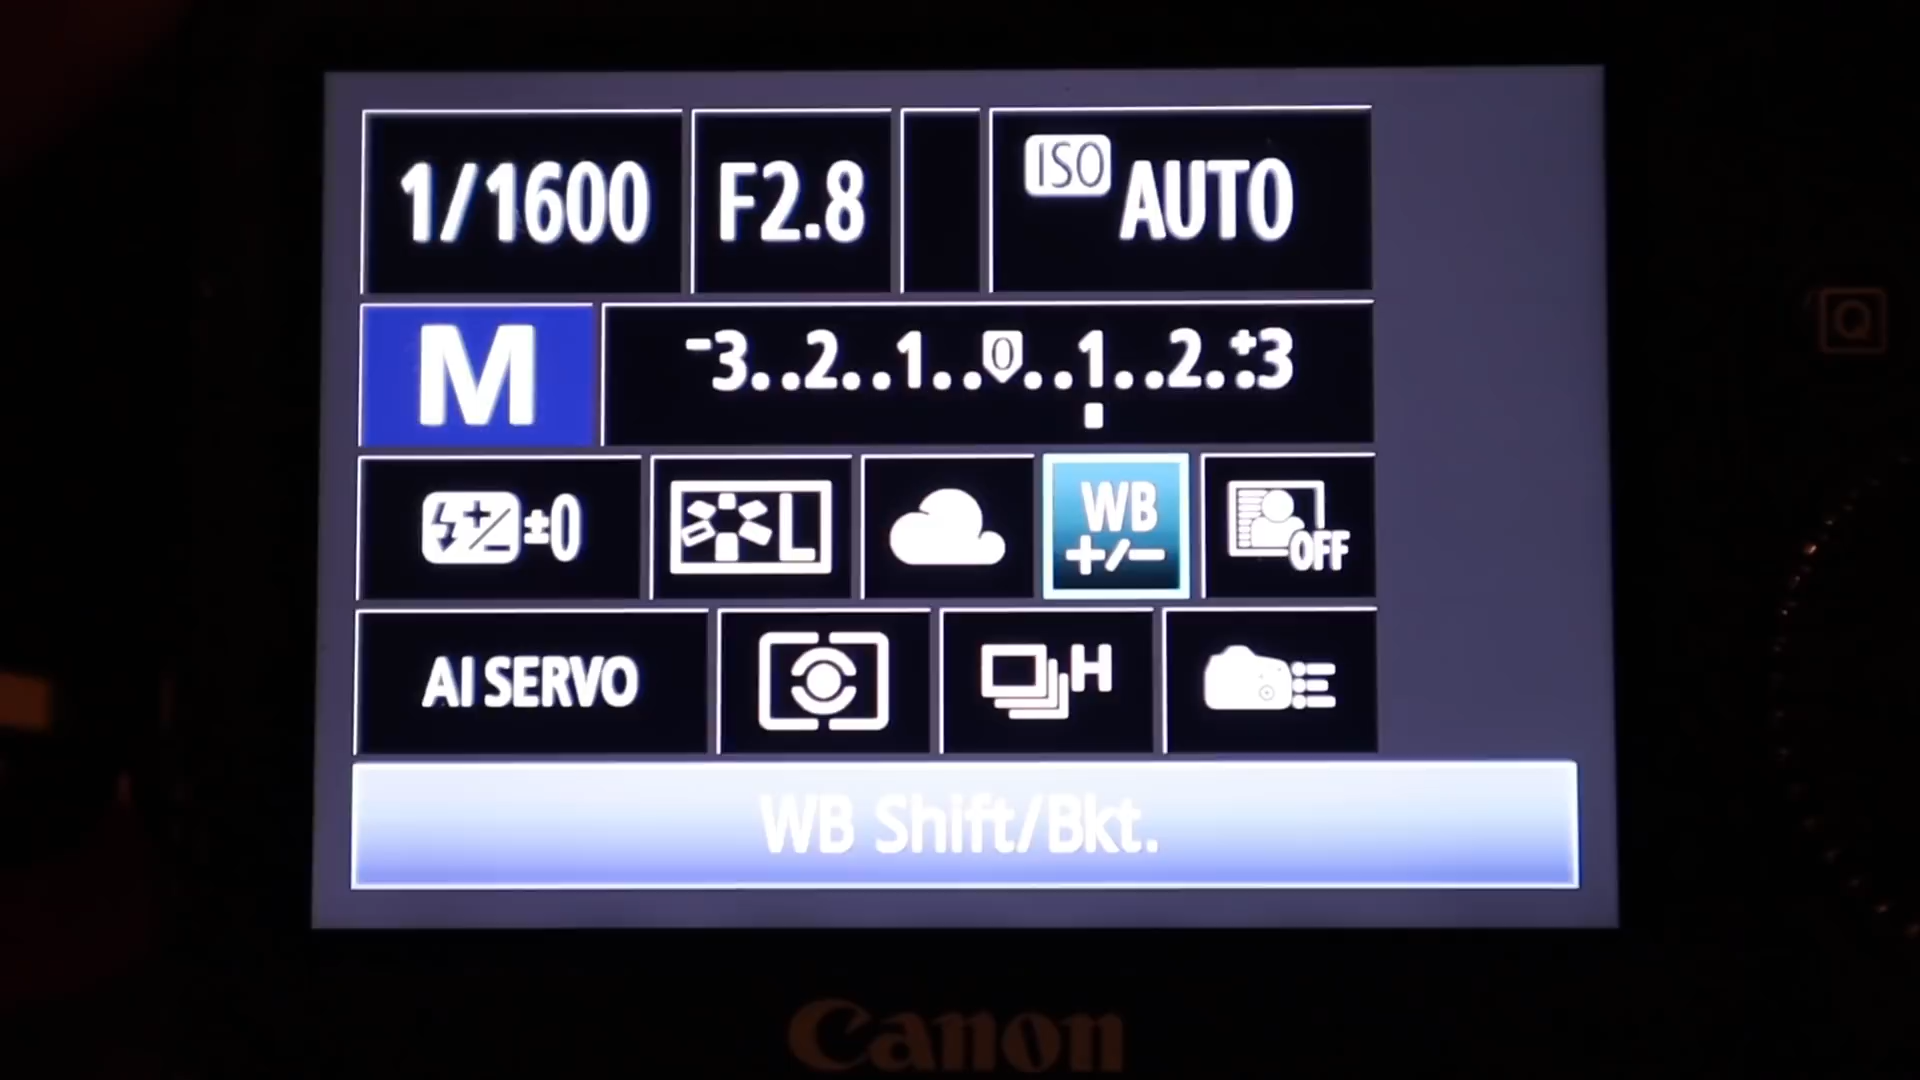 1/1600 F2.8 ISO AUTO
M -3..2..1..0..1..2.:+3
±0 L WB +/- OFF
AI SERVO H
WB Shift/Bkt.
Canon
Q